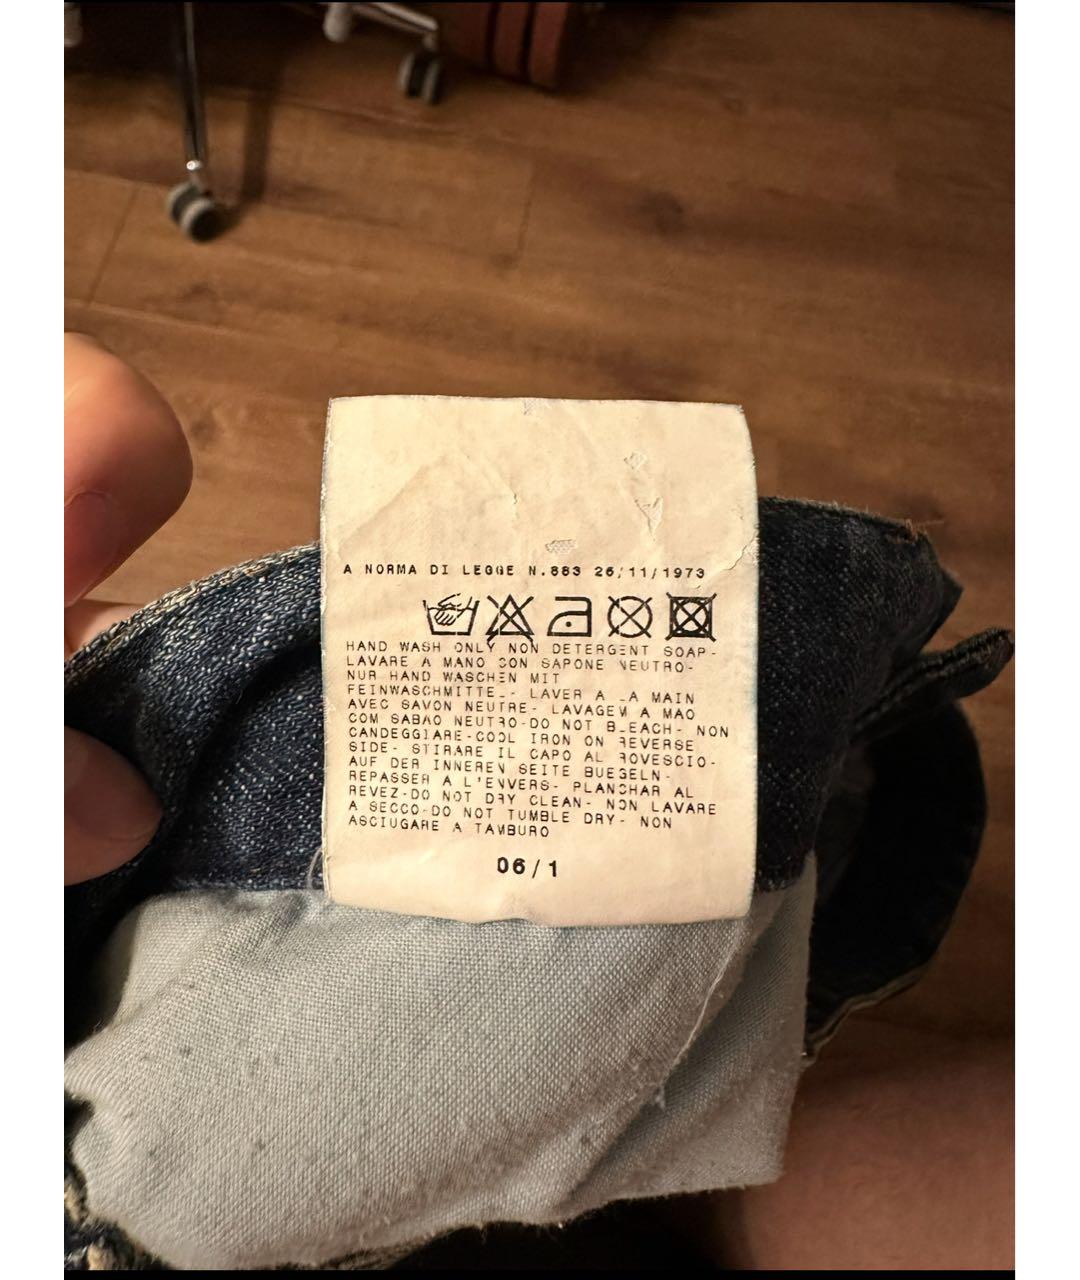 A NORMA DI LEGGE N.883 26/11/1973
HAND WASH ONLY NON DETERGENT SOAP-
LAVARE A MANO CON SAPONE NEUTRO-
NUR HAND WASCHEN MIT
FEINWASCHMITTEL- LAVER A LA MAIN
AVEC SAVON NEUTRE- LAVAGEM A MAO
COM SABAO NEUTRO-DO NOT BLEACH- NON
CANDEGGIARE-COOL IRON ON REVERSE
SIDE- STIRARE IL CAPO AL ROVESCIO-
AUF DER INNEREN SEITE BUEGELN-
REPASSER A L'ENVERS- PLANCHAR AL
REVEZ-DO NOT DRY CLEAN- NON LAVARE
A SECCO-DO NOT TUMBLE DRY- NON
ASCIUGARE A TAMBURO
06/1